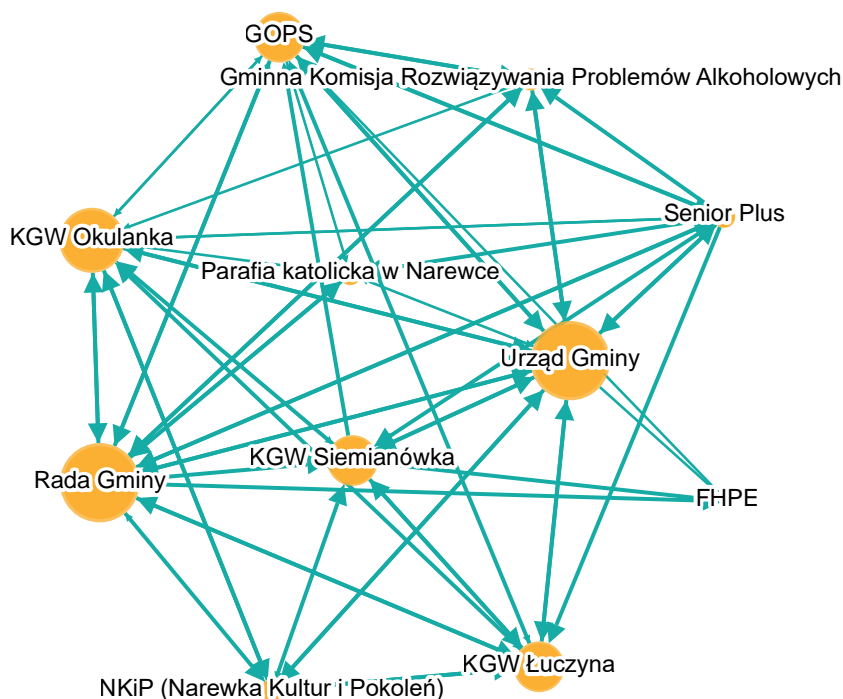 GOPS
Gminna Komisja Rozwiązywania Problemów Alkoholowych
Senior Plus
KGW Okulanka
Parafia katolicka w Narewce
Urząd Gminy
KGW Siemianówka
Rada Gminy
FHPE
KGW Łuczyna
NKiP (Narewka Kultur i Pokoleń)